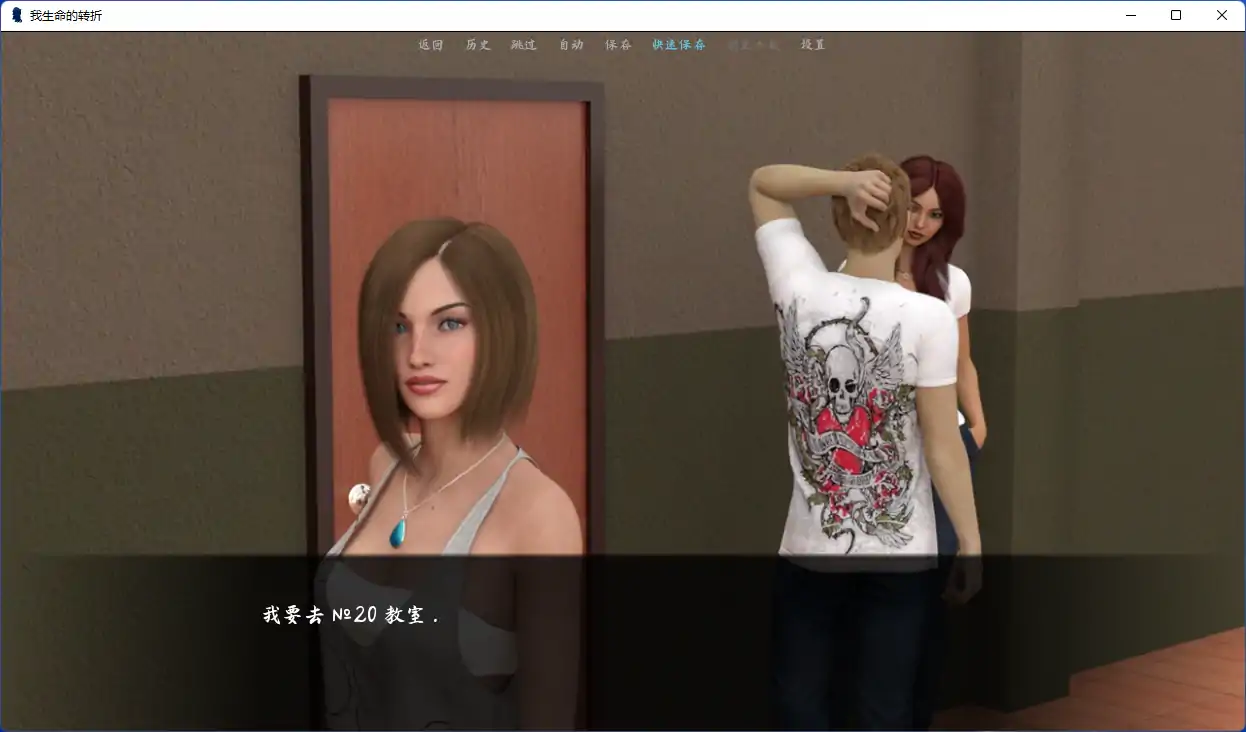 我生命的转折
返回 历史 跳过 自动 保存 快速保存 设置
我要去 №20 教室 .